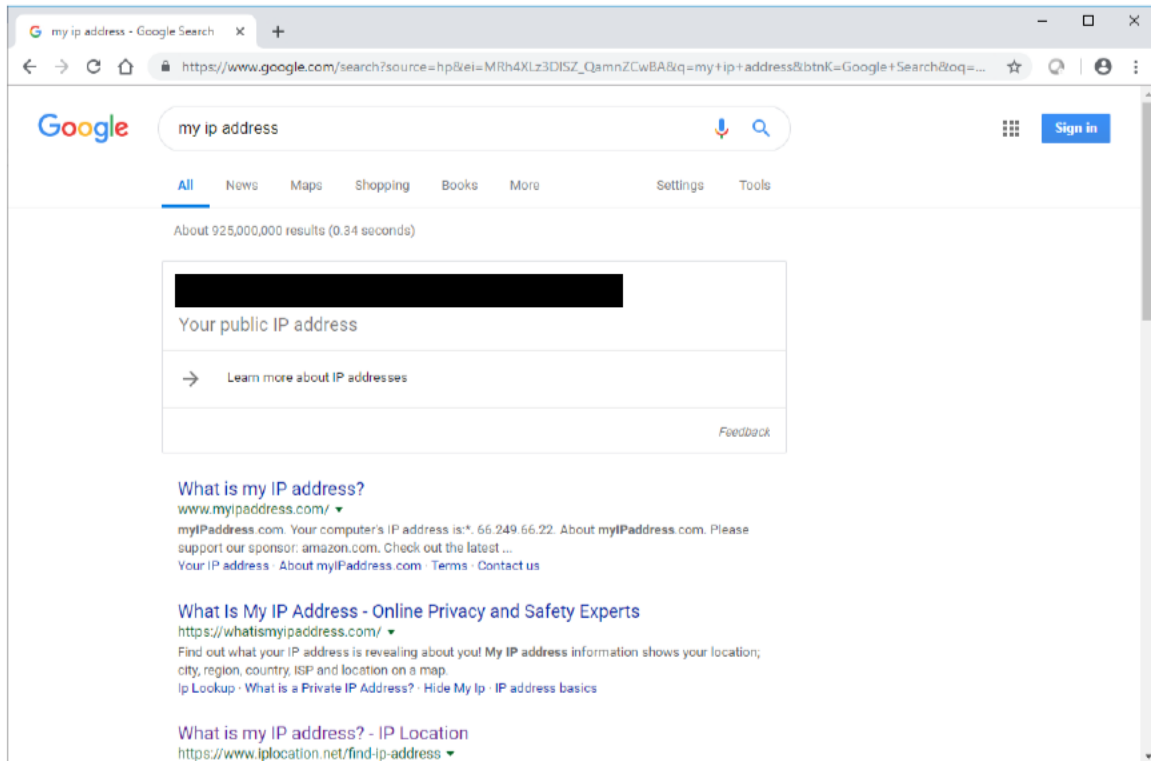 my ip address - Google Search
https://www.google.com/search?source=hp&ei=MRh4XLz3DISZ_QamnZCwBA&q=my+ip+address&btnK=Google+Search&oq=...
Google
my ip address
Sign in
All News Maps Shopping Books More Settings Tools
About 925,000,000 results (0.34 seconds)
Your public IP address
Learn more about IP addresses
Feedback
What is my IP address?
www.myipaddress.com/
myIPaddress.com. Your computer's IP address is:*. 66.249.66.22. About myIPaddress.com. Please
support our sponsor: amazon.com. Check out the latest ...
Your IP address · About myIPaddress.com · Terms · Contact us
What Is My IP Address - Online Privacy and Safety Experts
https://whatismyipaddress.com/
Find out what your IP address is revealing about you! My IP address information shows your location;
city, region, country, ISP and location on a map.
Ip Lookup · What is a Private IP Address? · Hide My Ip · IP address basics
What is my IP address? - IP Location
https://www.iplocation.net/find-ip-address